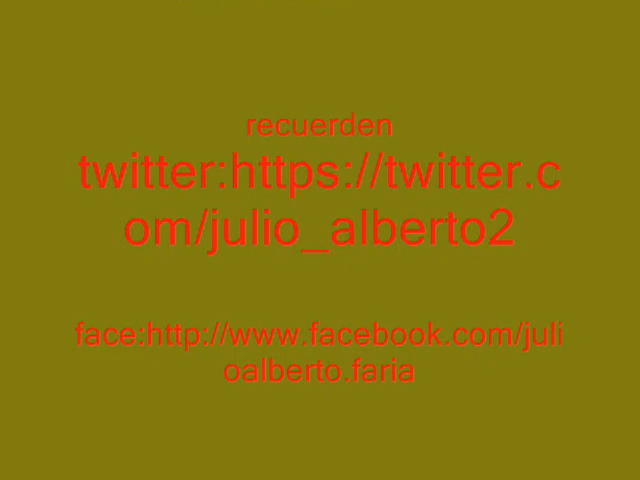 recuerden
twitter:https://twitter.c
om/julio_alberto2
face:http://www.facebook.com/juli
oalberto.faria